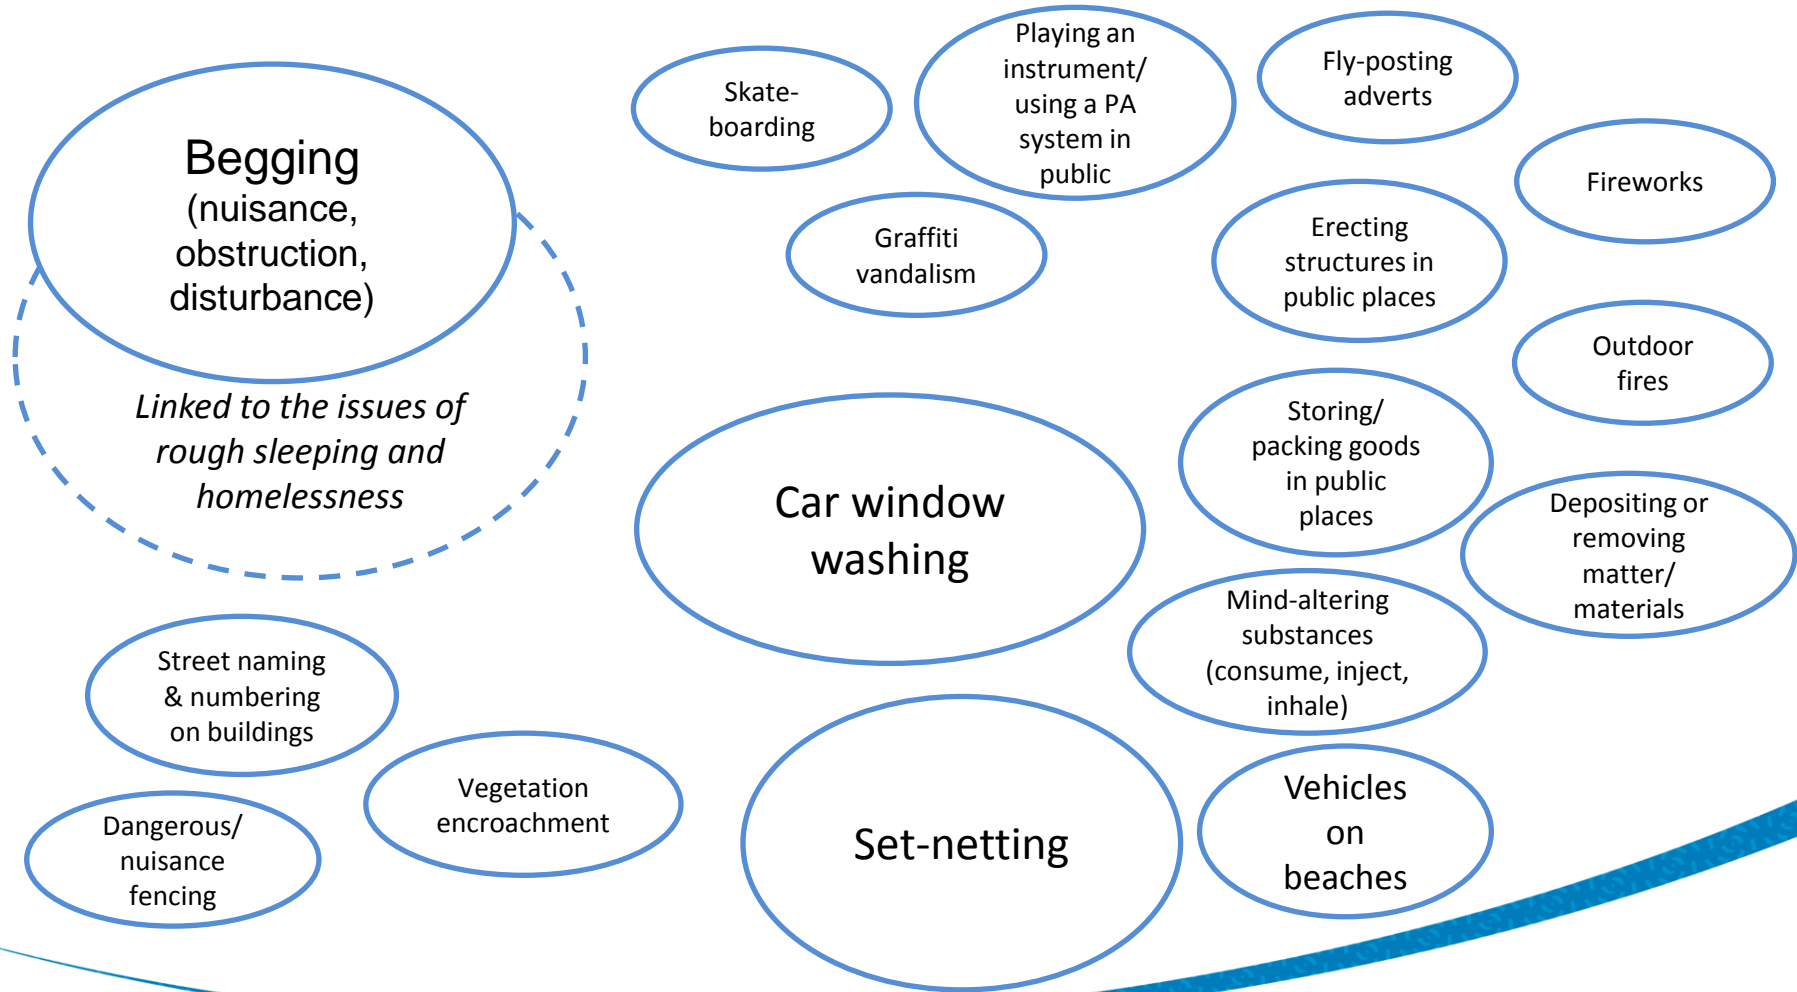 Begging
(nuisance,
obstruction,
disturbance)
Linked to the issues of
rough sleeping and
homelessness
Skate-
boarding
Playing an
instrument/
using a PA
system in
public
Fly-posting
adverts
Fireworks
Graffiti
vandalism
Erecting
structures in
public places
Outdoor
fires
Car window
washing
Storing/
packing goods
in public
places
Depositing or
removing
matter/
materials
Mind-altering
substances
(consume, inject,
inhale)
Street naming
& numbering
on buildings
Vegetation
encroachment
Dangerous/
nuisance
fencing
Set-netting
Vehicles
on
beaches